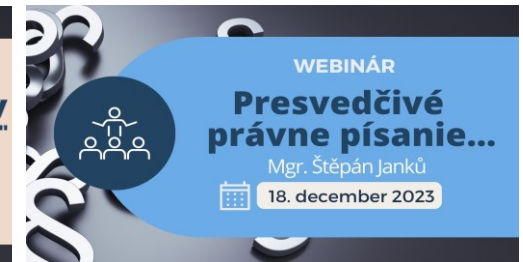 WEBINÁR
Presvedčivé
právne písanie...
Mgr. Štěpán Janků
18. december 2023